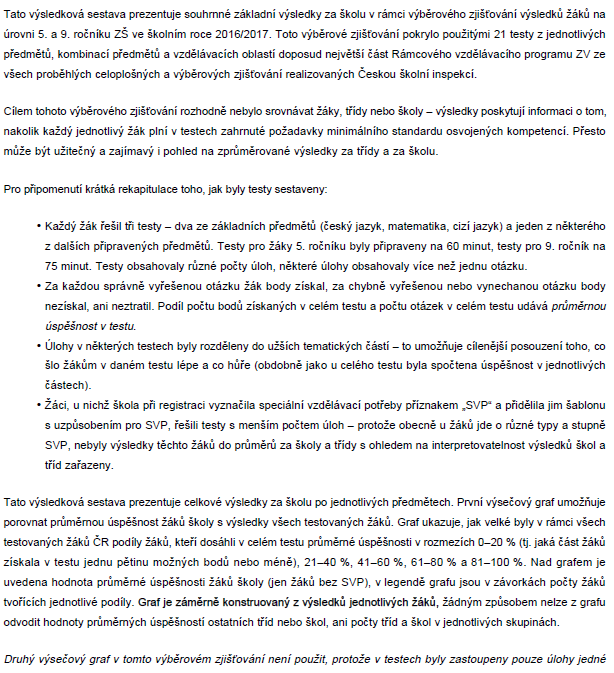 Tato výsledková sestava prezentuje souhrnné základní výsledky za školu v rámci výběrového zjišťování výsledků žáků na
úrovni 5. a 9. ročníku ZŠ ve školním roce 2016/2017. Toto výběrové zjišťování pokrylo použitými 21 testy z jednotlivých
předmětů, kombinací předmětů a vzdělávacích oblastí doposud největší část Rámcového vzdělávacího programu ZV ze
všech proběhlých celoplošných a výběrových zjišťování realizovaných Českou školní inspekcí.
Cílem tohoto výběrového zjišťování rozhodně nebylo srovnávat žáky, třídy nebo školy – výsledky poskytují informaci o tom,
nakolik každý jednotlivý žák plní v testech zahrnuté požadavky minimálního standardu osvojených kompetencí. Přesto
může být užitečný a zajímavý i pohled na zprůměrované výsledky za třídy a za školu.
Pro připomenutí krátká rekapitulace toho, jak byly testy sestaveny:
• Každý žák řešil tři testy – dva ze základních předmětů (český jazyk, matematika, cizí jazyk) a jeden z některého
z dalších připravených předmětů. Testy pro žáky 5. ročníku byly připraveny na 60 minut, testy pro 9. ročník na
75 minut. Testy obsahovaly různé počty úloh, některé úlohy obsahovaly více než jednu otázku.
• Za každou správně vyřešenou otázku žák body získal, za chybně vyřešenou nebo vynechanou otázku body
nezískal, ani neztratil. Podíl počtu bodů získaných v celém testu a počtu otázek v celém testu udává průměrnou
úspěšnost v testu.
• Úlohy v některých testech byly rozděleny do užších tematických částí – to umožňuje cílenější posouzení toho, co
šlo žákům v daném testu lépe a co hůře (obdobně jako u celého testu byla spočtena úspěšnost v jednotlivých
částech).
• Žáci, u nichž škola při registraci vyznačila speciální vzdělávací potřeby příznakem „SVP“ a přidělila jim šablonu
s uzpůsobením pro SVP, řešili testy s menším počtem úloh – protože obecně u žáků jde o různé typy a stupně
SVP, nebyly výsledky těchto žáků do průměrů za školy a třídy s ohledem na interpretovatelnost výsledků škol a
tříd zařazeny.
Tato výsledková sestava prezentuje celkové výsledky za školu po jednotlivých předmětech. První výsečový graf umožňuje
porovnat průměrnou úspěšnost žáků školy s výsledky všech testovaných žáků. Graf ukazuje, jak velké byly v rámci všech
testovaných žáků ČR podíly žáků, kteří dosáhli v celém testu průměrné úspěšnosti v rozmezích 0–20 % (tj. jaká část žáků
získala v testu jednu pětinu možných bodů nebo méně), 21–40 %, 41–60 %, 61–80 % a 81–100 %. Nad grafem je
uvedena hodnota průměrné úspěšnosti žáků školy (jen žáků bez SVP), v legendě grafu jsou v závorkách počty žáků
tvořících jednotlivé podíly. Graf je záměrně konstruovaný z výsledků jednotlivých žáků, žádným způsobem nelze z grafu
odvodit hodnoty průměrných úspěšností ostatních tříd nebo škol, ani počty tříd a škol v jednotlivých skupinách.
Druhý výsečový graf v tomto výběrovém zjišťování není použit, protože v testech byly zastoupeny pouze úlohy jedné